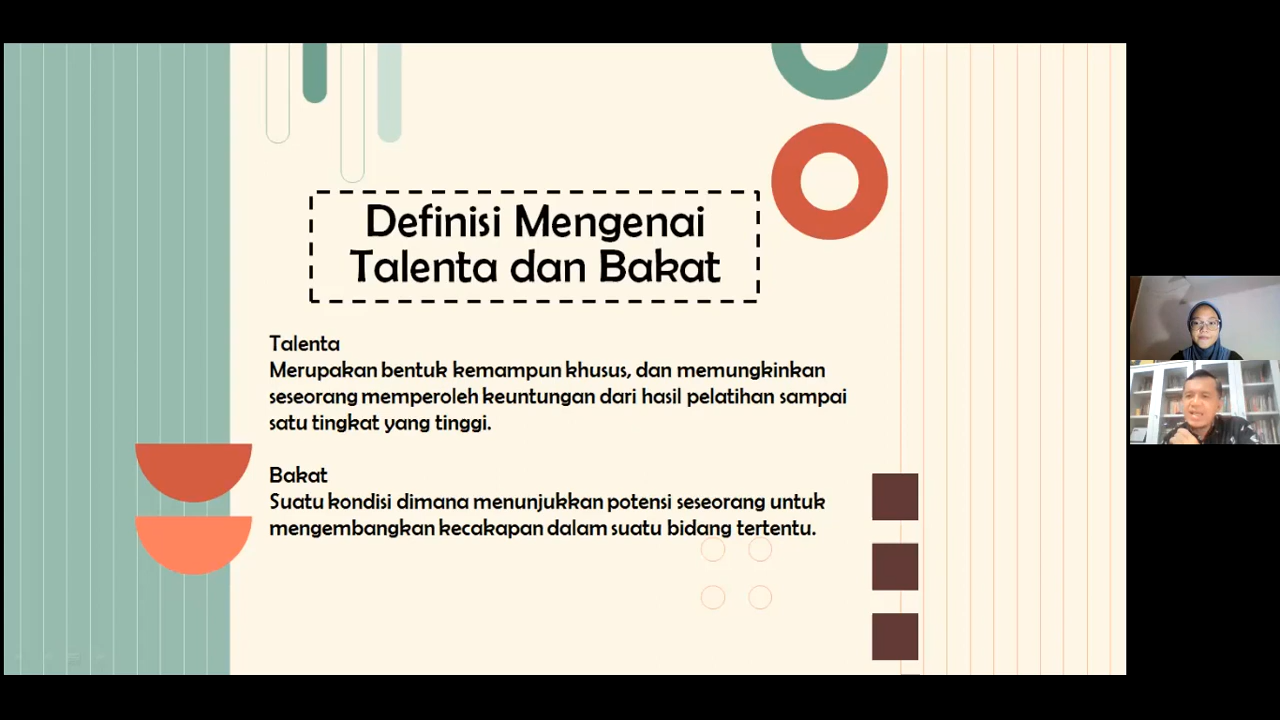 Definisi Mengenai
Talenta dan Bakat
Talenta
Merupakan bentuk kemampun khusus, dan memungkinkan
seseorang memperoleh keuntungan dari hasil pelatihan sampai
satu tingkat yang tinggi.
Bakat
Suatu kondisi dimana menunjukkan potensi seseorang untuk
mengembangkan kecakapan dalam suatu bidang tertentu.